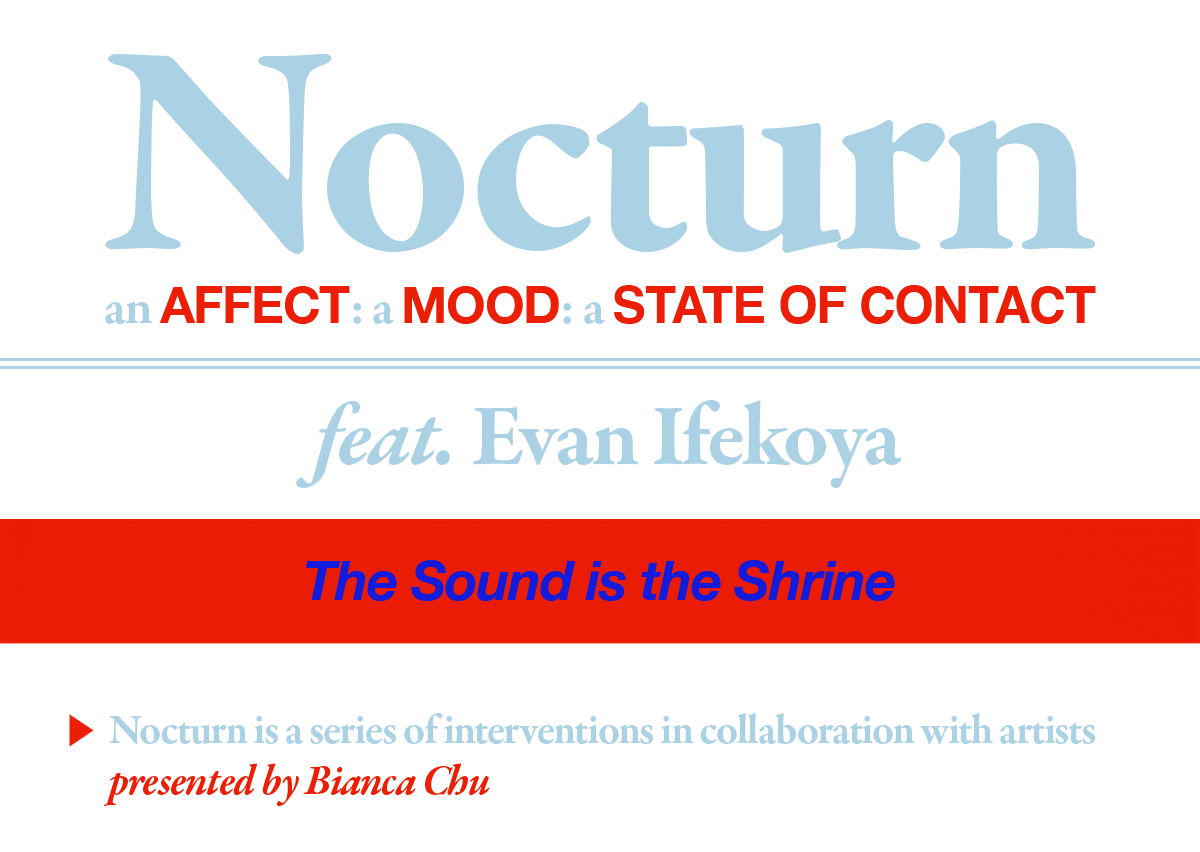 Nocturn
an AFFECT: a MOOD: a STATE OF CONTACT
feat. Evan Ifekoya
The Sound is the Shrine
Nocturn is a series of interventions in collaboration with artists
presented by Bianca Chu